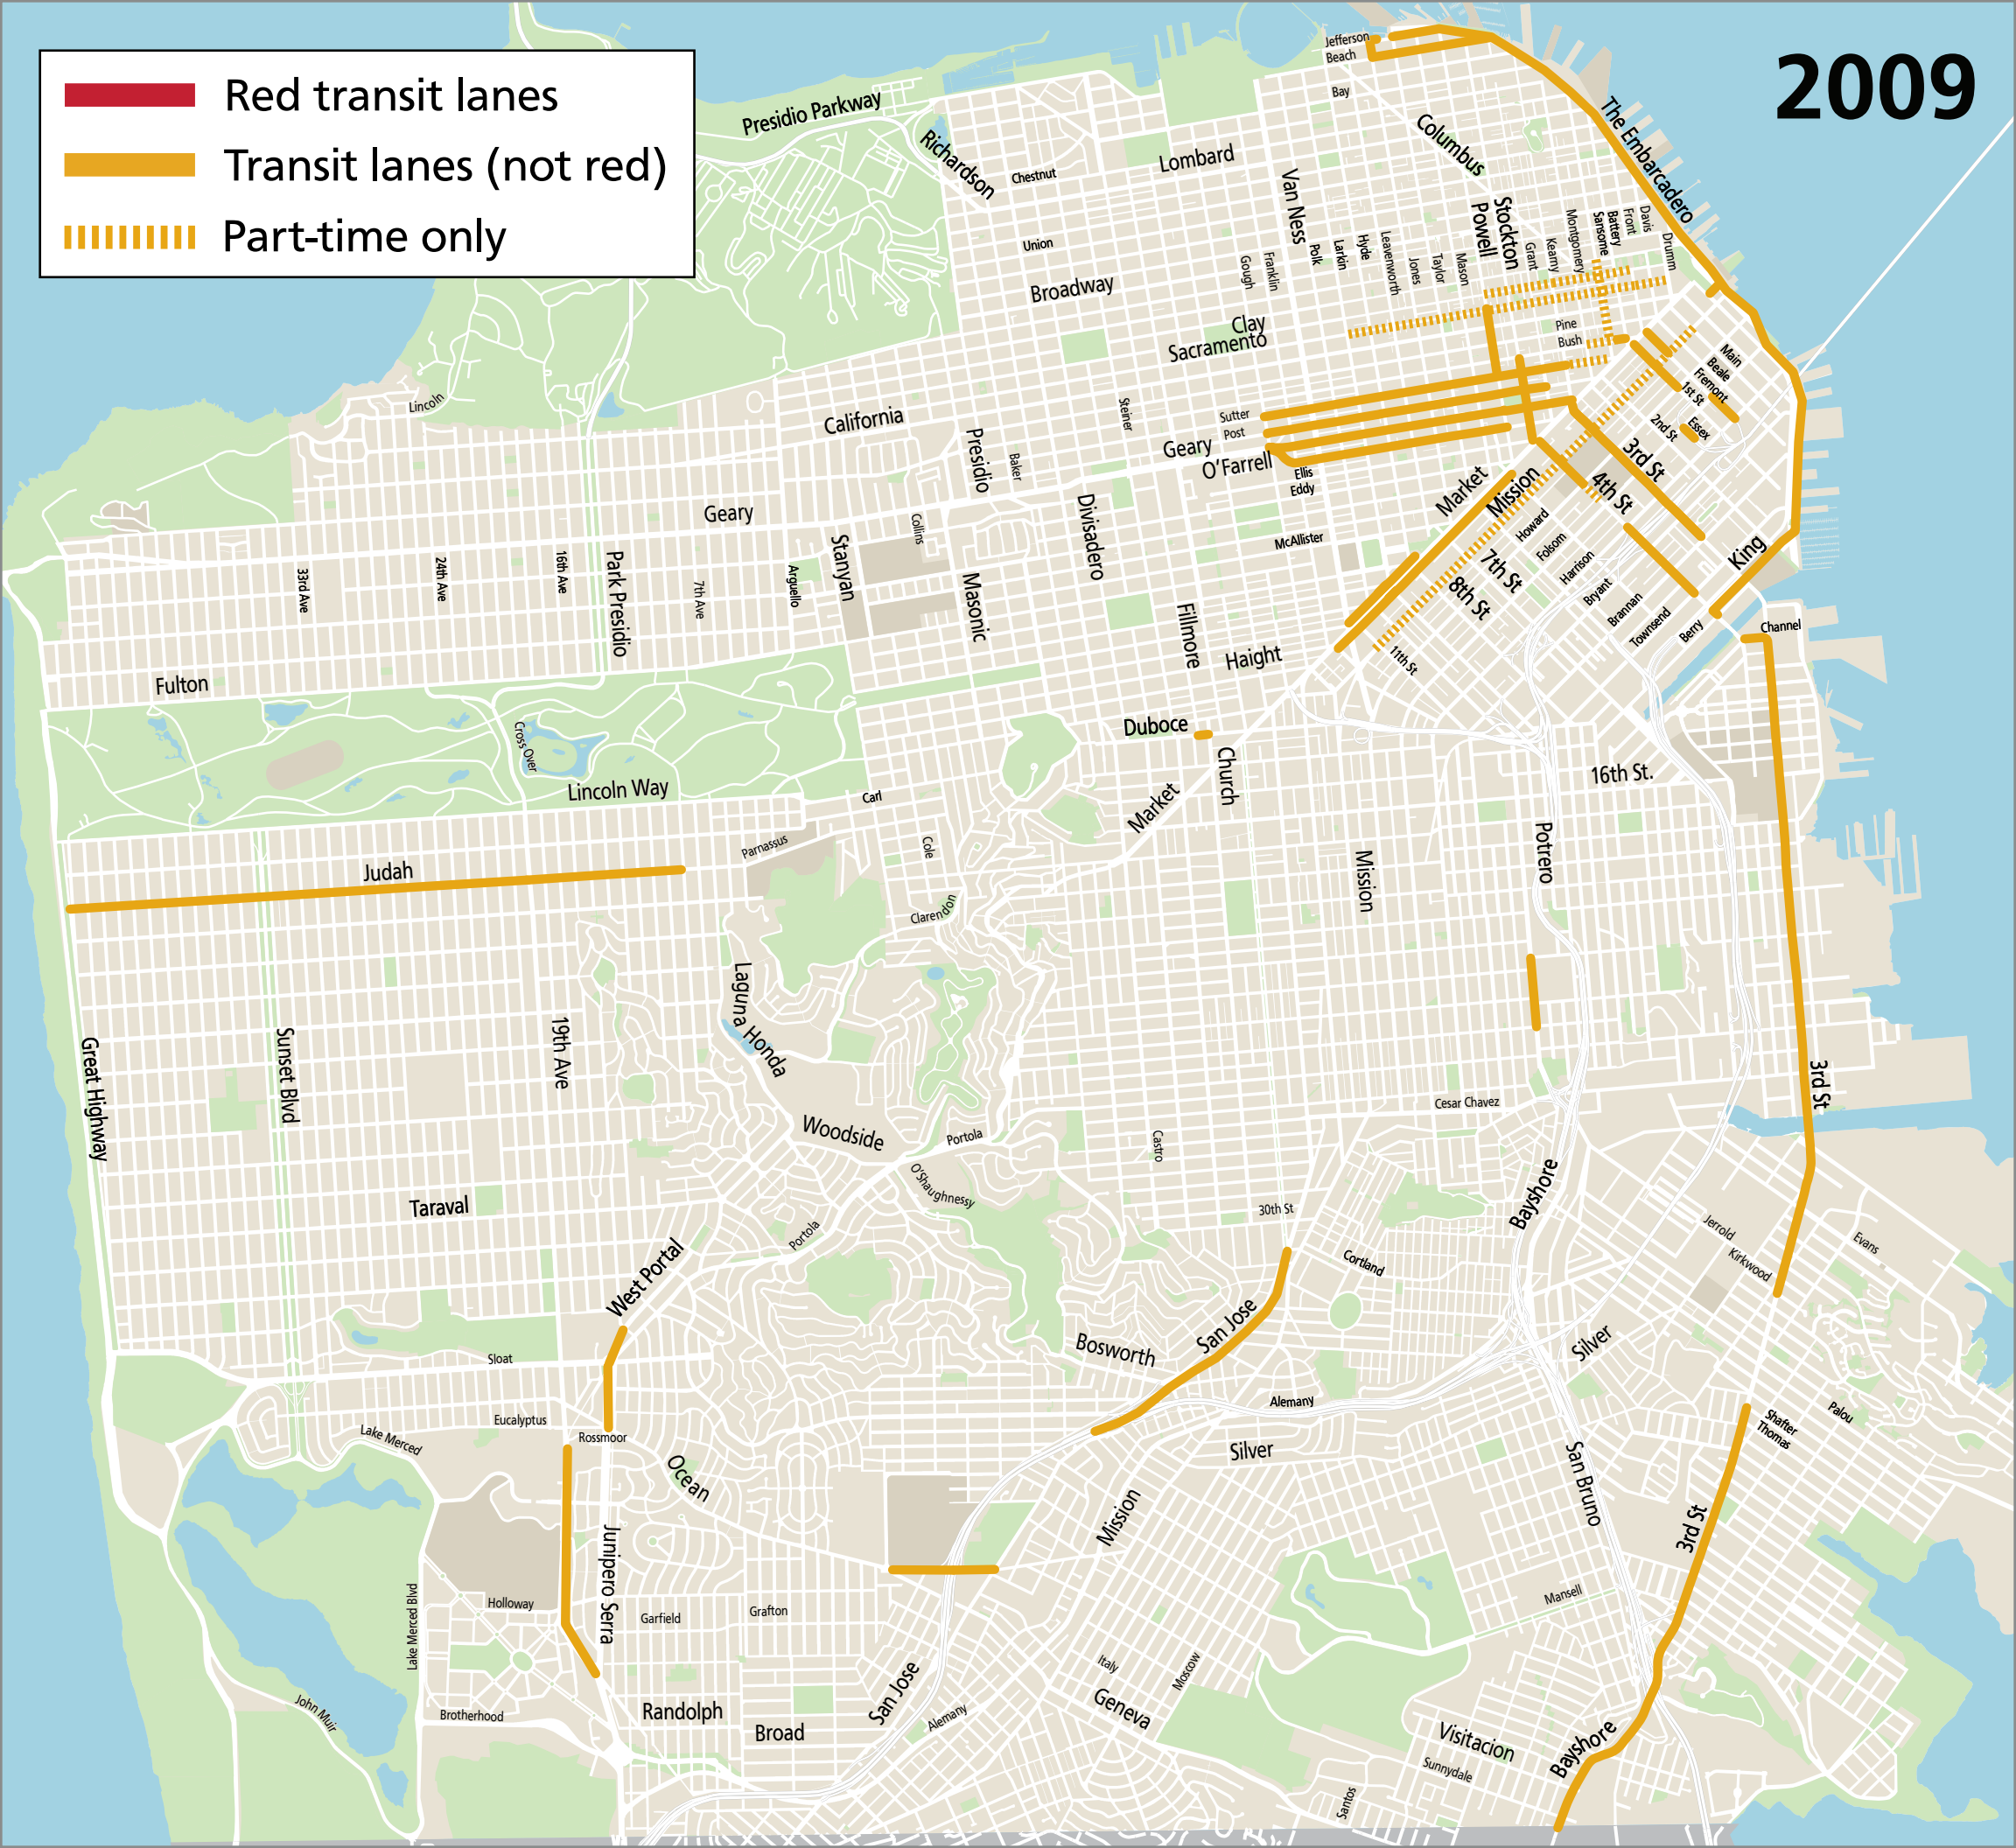 2009
Red transit lanes
Transit lanes (not red)
Part-time only
Jefferson
Beach
Bay
Presidio Parkway
Richardson
Chestnut
Lombard
Columbus
The Embarcadero
Van Ness
Union
Broadway
Gough
Franklin
Polk
Larkin
Hyde
Leavenworth
Jones
Taylor
Mason
Powell
Stockton
Grant
Kearny
Montgomery
Sansome
Battery
Front
Davis
Drumm
Clay
Sacramento
Pine
Bush
Main
Beale
Fremont
1st St
Essex
2nd St
Lincoln
California
Presidio
Baker
Steiner
Sutter
Post
Geary
O'Farrell
Ellis
Eddy
Market
Mission
3rd St
4th St
Geary
Stanyan
Collins
Divisadero
McAllister
Howard
Folsom
Harrison
Bryant
Brannan
Townsend
Berry
King
Channel
7th St
8th St
11th St
33rd Ave
24th Ave
16th Ave
Park Presidio
7th Ave
Arguello
Masonic
Fillmore
Haight
Fulton
Cross Over
Lincoln Way
Carl
Duboce
Church
Market
16th St.
Judah
Parnassus
Cole
Clarendon
Mission
Potrero
Great Highway
Sunset Blvd
19th Ave
Laguna Honda
Woodside
Portola
Castro
Cesar Chavez
3rd St
Taraval
West Portal
Portola
O'Shaughnessy
30th St
Cortland
Bayshore
Jerrold
Kirkwood
Evans
Sloat
Eucalyptus
Rossmoor
Lake Merced
Ocean
Bosworth
San Jose
Alemany
Silver
Silver
Shafter
Thomas
Palou
San Bruno
3rd St
Mission
Junipero Serra
Lake Merced Blvd
Holloway
Garfield
Grafton
Mansell
John Muir
Brotherhood
Randolph
Broad
San Jose
Alemany
Italy
Moscow
Geneva
Visitacion
Sunnydale
Santos
Bayshore